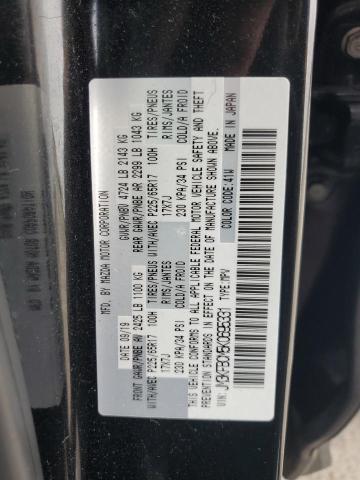 MFD. BY MAZDA MOTOR CORPORATION
DATE: 09/19 GVWR/PNBV 4724 LB 2143 KG
FRONT GAWR/PNBE AV 2425 LB 1100 KG REAR GAWR/PNBE AR 2299 LB 1043 KG
WITH/AVEC P225/65R17 100H TIRES/PNEUS WITH/AVEC P225/65R17 100H TIRES/PNEUS
17X7J RIMS/JANTES 17X7J RIMS/JANTES
230 KPA/34 PSI COLD/A FROID 230 KPA/34 PSI COLD/A FROID
THIS VEHICLE CONFORMS TO ALL APPLICABLE FEDERAL MOTOR VEHICLE SAFETY AND THEFT
PREVENTION STANDARDS IN EFFECT ON THE DATE OF MANUFACTURE SHOWN ABOVE.
MADE IN JAPAN
VIN: JM3KFBCM5K0695331 TYPE: MPV COLOR CODE: 41W